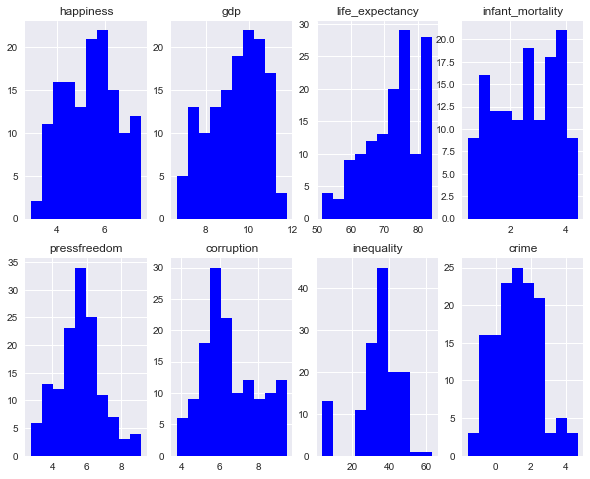 happiness gdp life_expectancy infant_mortality
20 15 10 5 0
4 6
20 15 10 5 0
8 10 12
30 25 20 15 10 5 0
50 60 70 80
20.0 17.5 15.0 12.5 10.0 7.5 5.0 2.5 0.0
2 4
pressfreedom corruption inequality crime
35 30 25 20 15 10 5 0
4 6 8
30 25 20 15 10 5 0
4 6 8
40 30 20 10 0
20 40 60
25 20 15 10 5 0
0 2 4